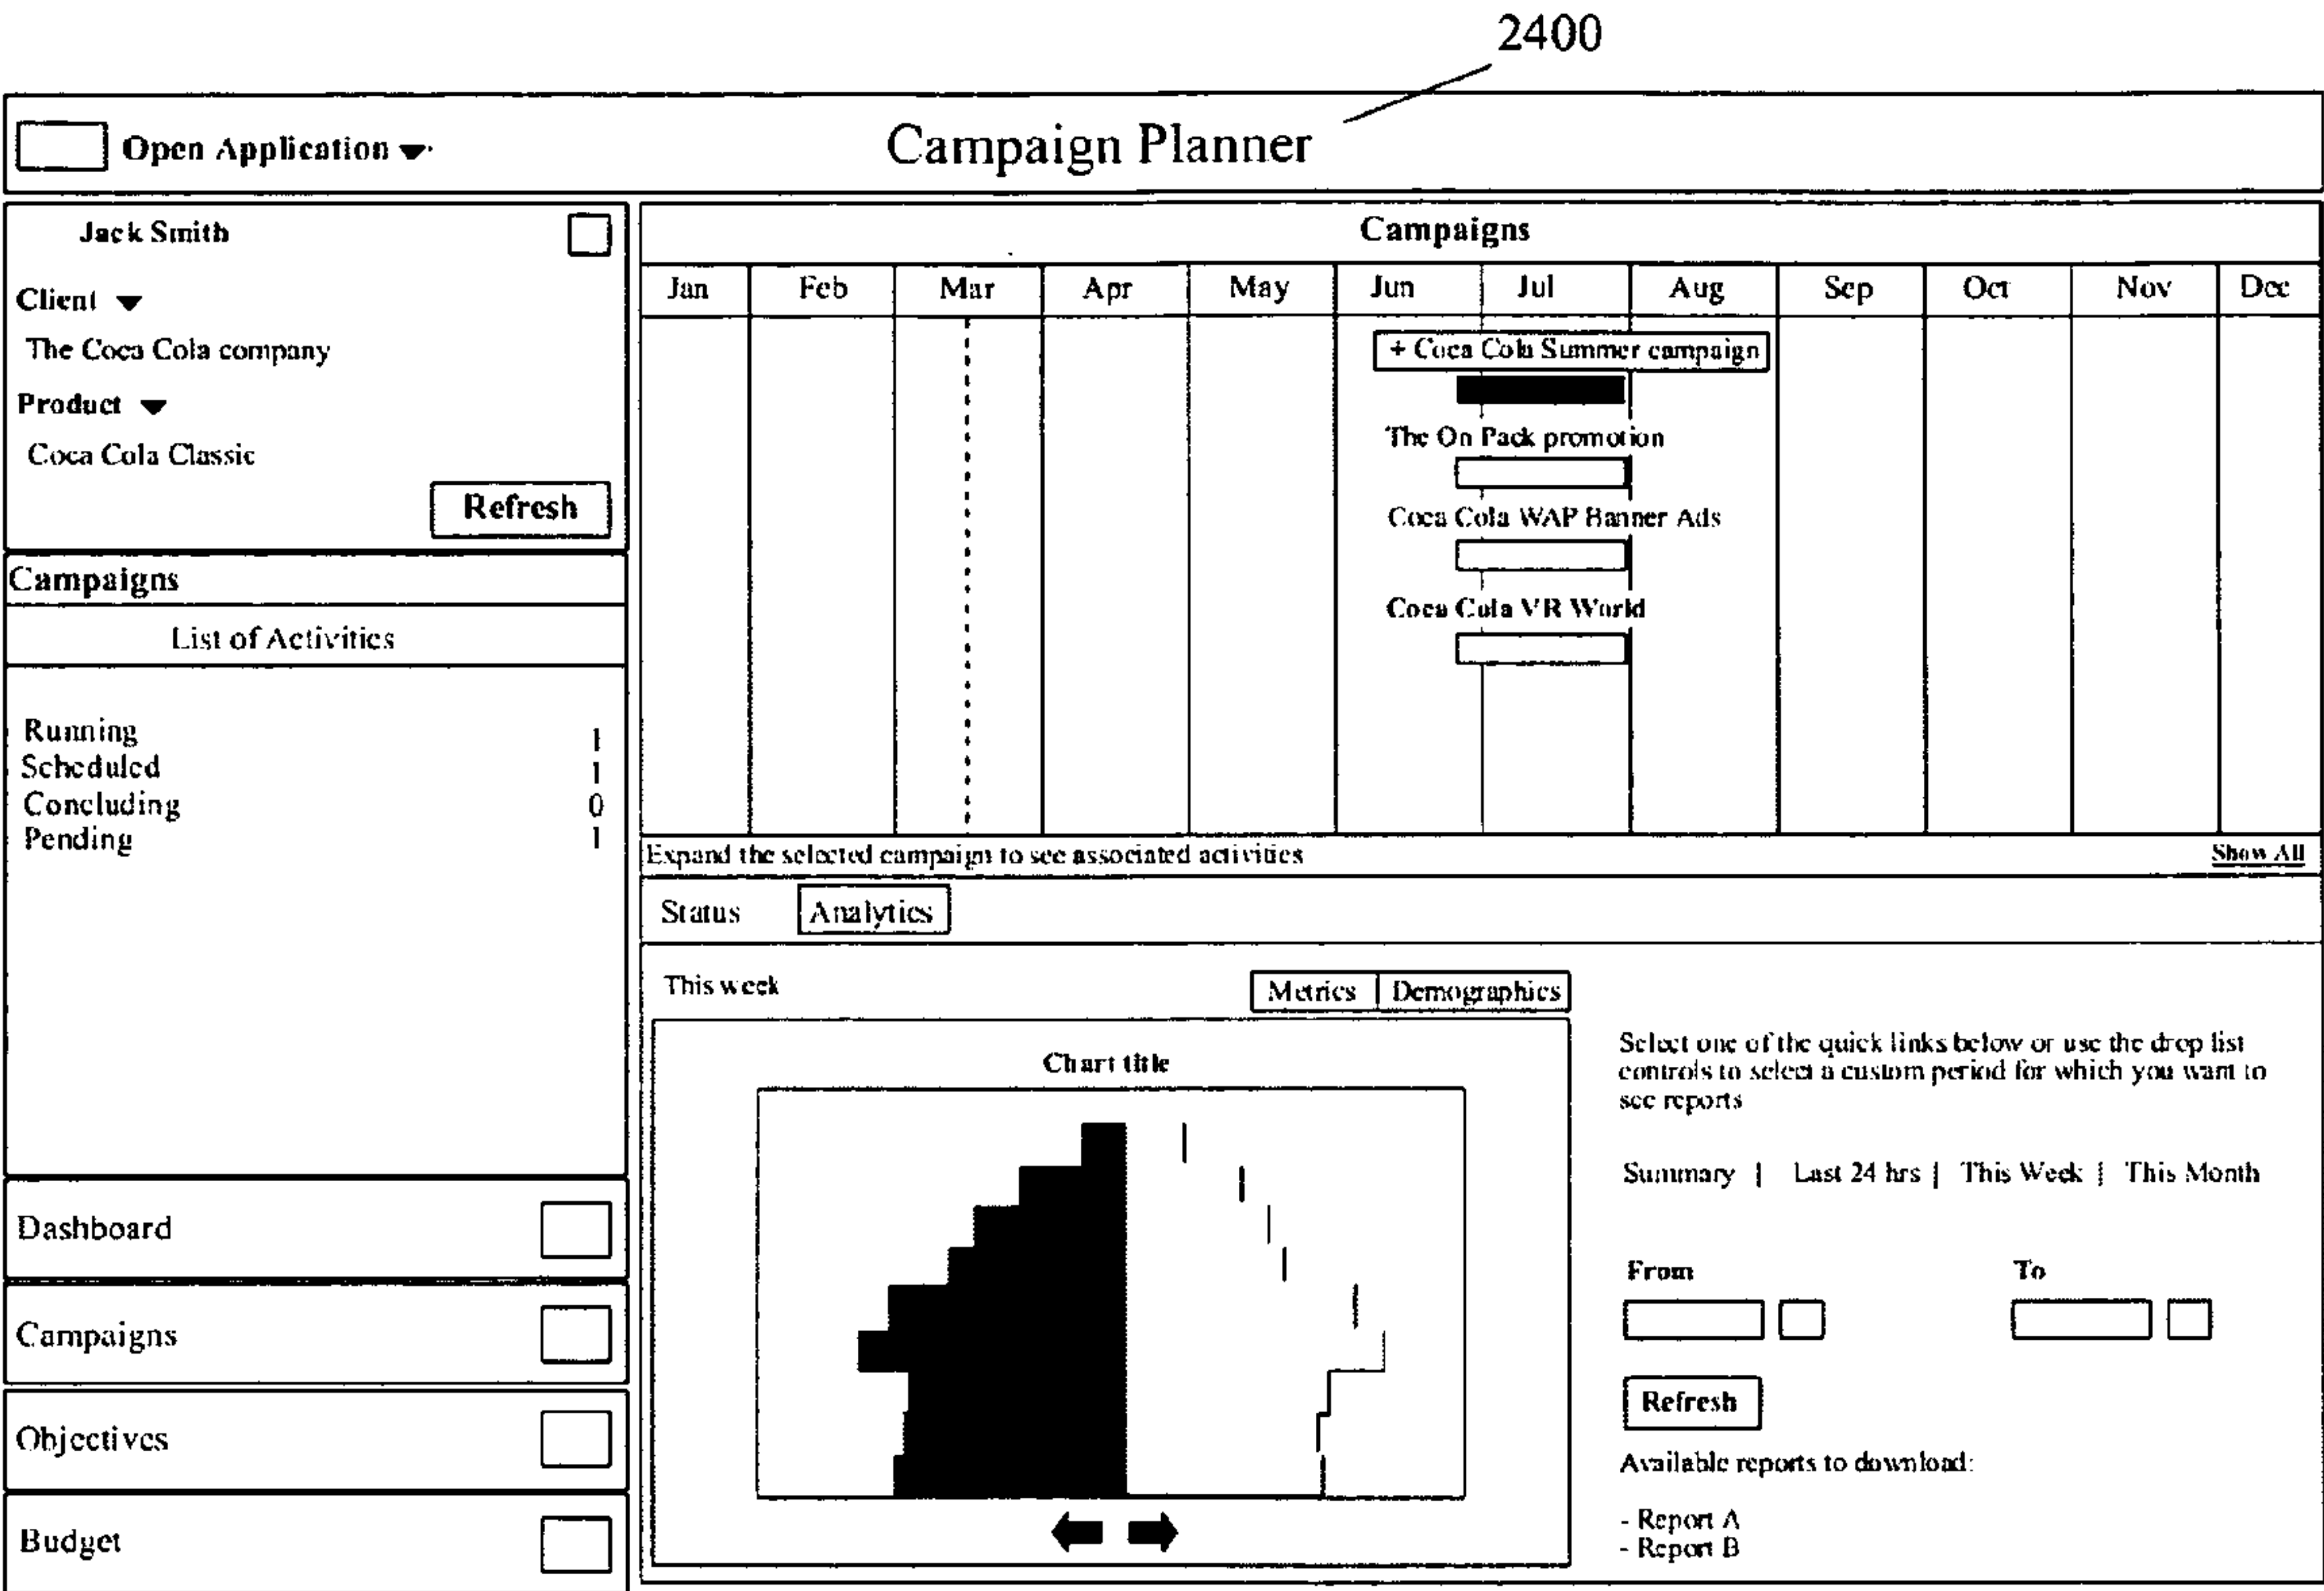 2400
Open Application
Campaign Planner
Jack Smith
Client
The Coca Cola company
Product
Coca Cola Classic
Refresh
Campaigns
List of Activities
Running 1
Scheduled 1
Concluding 0
Pending 1
Dashboard
Campaigns
Objectives
Budget
Campaigns
Jan Feb Mar Apr May Jun Jul Aug Sep Oct Nov Dec
+ Coca Cola Summer campaign
The On Pack promotion
Coca Cola WAP Banner Ads
Coca Cola VR World
Expand the selected campaign to see associated activities Show All
Status Analytics
This week Metrics | Demographics
Chart title
Select one of the quick links below or use the drop list
controls to select a custom period for which you want to
see reports
Summary | Last 24 hrs | This Week | This Month
From To
Refresh
Available reports to download:
- Report A
- Report B